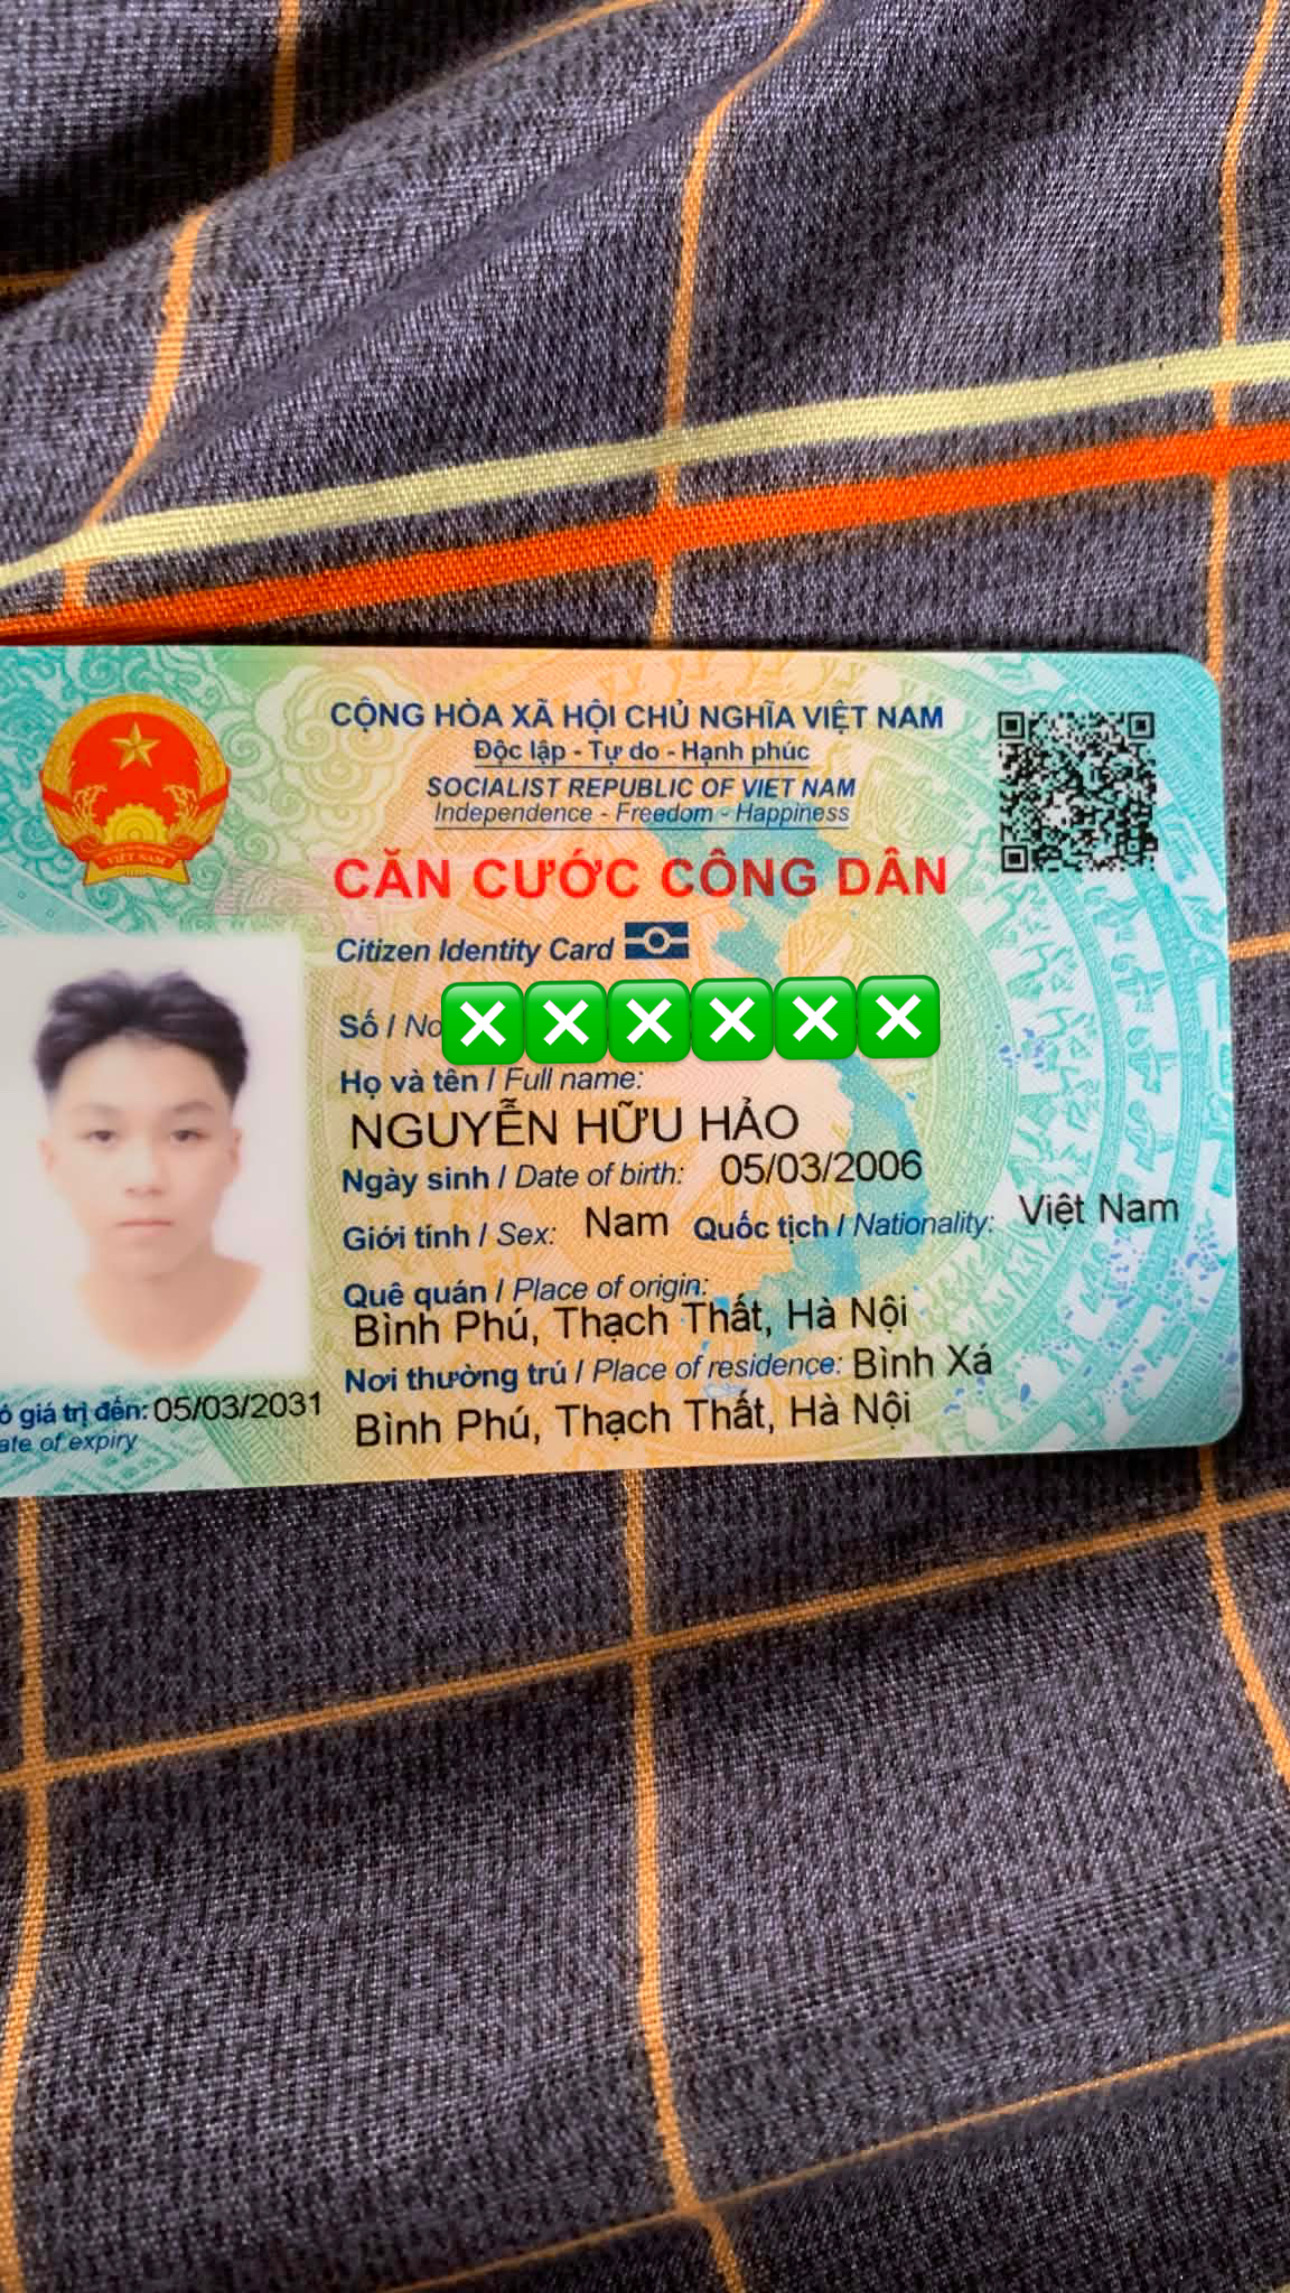 CỘNG HÒA XÃ HỘI CHỦ NGHĨA VIỆT NAM
Độc lập - Tự do - Hạnh phúc
SOCIALIST REPUBLIC OF VIET NAM
Independence - Freedom - Happiness
VIỆT NAM
CĂN CƯỚC CÔNG DÂN
Citizen Identity Card
Số / No
Họ và tên / Full name:
NGUYỄN HỮU HẢO
Ngày sinh / Date of birth: 05/03/2006
Giới tính / Sex: Nam Quốc tịch / Nationality: Việt Nam
Quê quán / Place of origin:
Bình Phú, Thạch Thất, Hà Nội
Nơi thường trú / Place of residence: Bình Xá
Bình Phú, Thạch Thất, Hà Nội
ó giá trị đến: 05/03/2031
ate of expiry